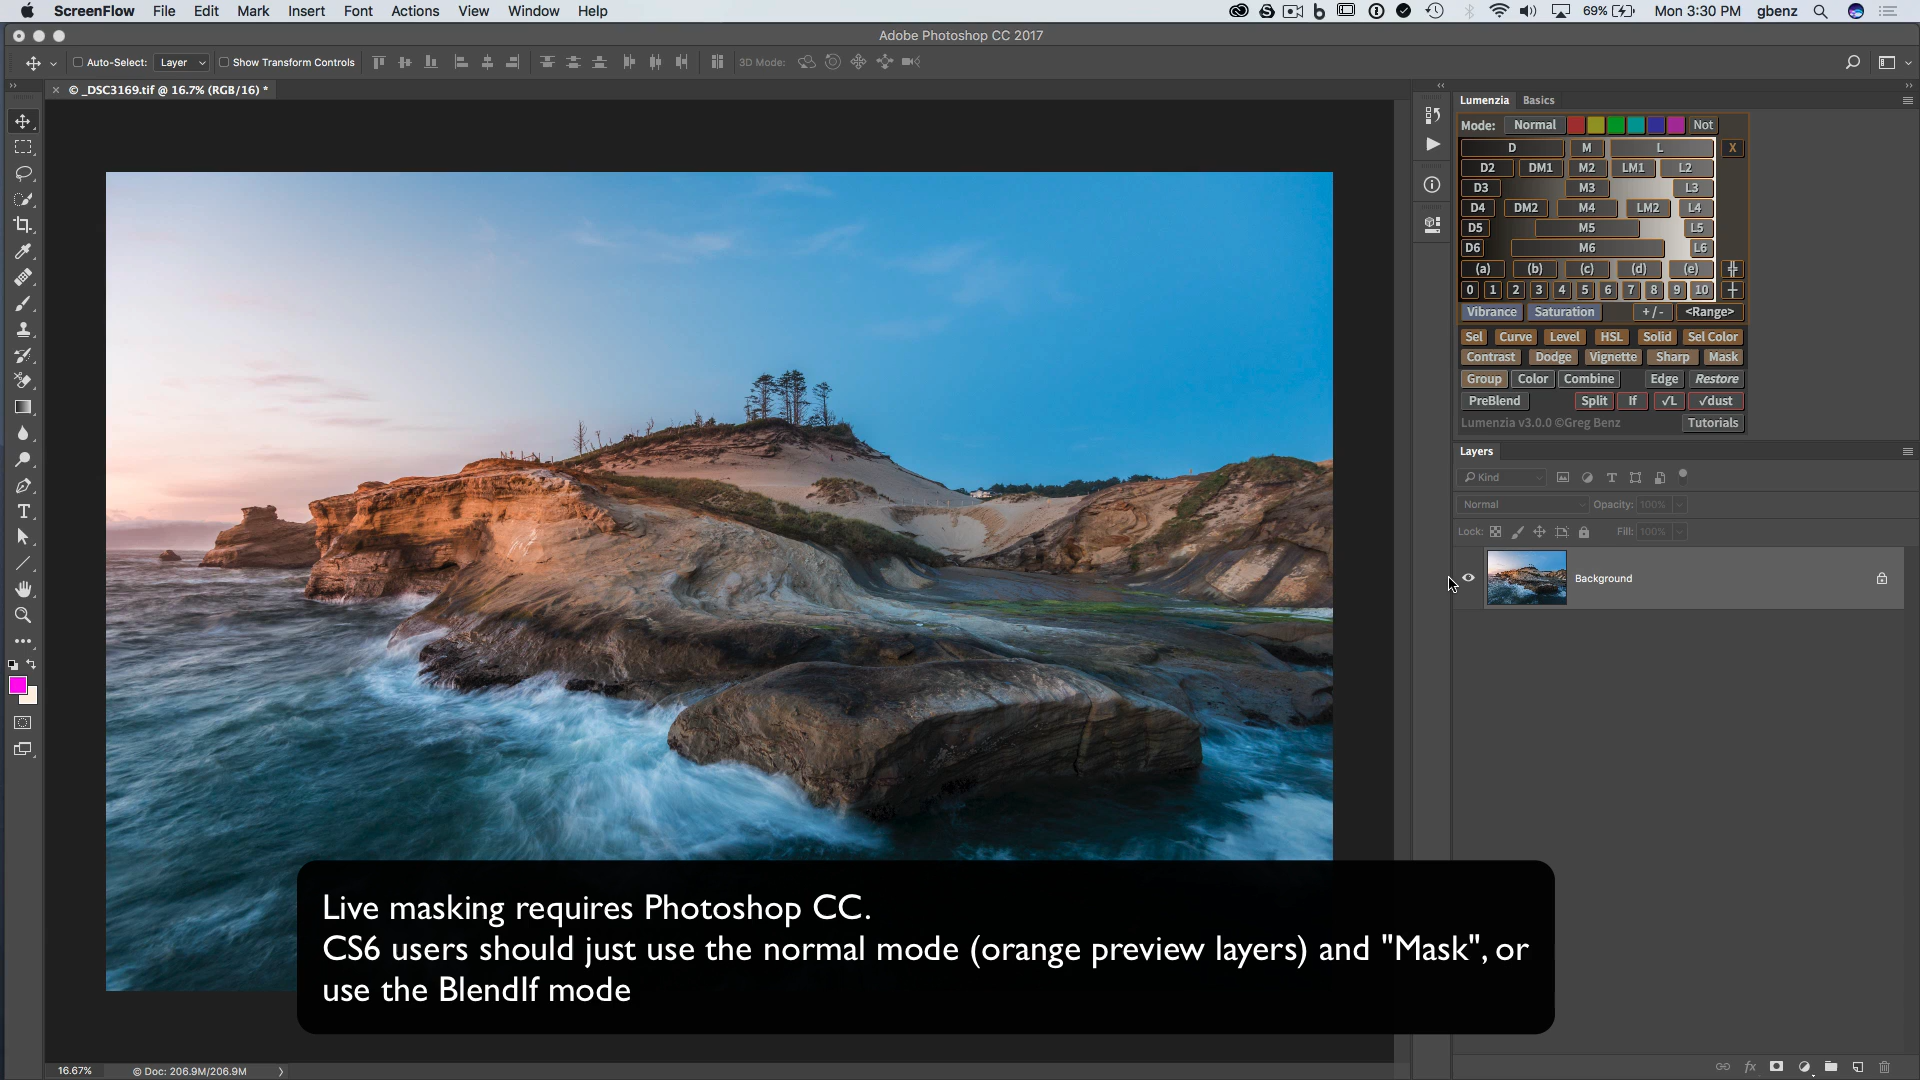 ScreenFlow File Edit Mark Insert Font Actions View Window Help 69% Mon 3:30 PM gbenz
Adobe Photoshop CC 2017
Auto-Select: Layer Show Transform Controls 3D Mode:
© _DSC3169.tif @ 16.7% (RGB/16) *
Lumenzia Basics
Mode: Normal Not
D M L X
D2 DM1 M2 LM1 L2
D3 M3 L3
D4 DM2 M4 LM2 L4
D5 M5 L5
D6 M6 L6
(a) (b) (c) (d) (e)
0 1 2 3 4 5 6 7 8 9 10
Vibrance Saturation +/- <Range>
Sel Curve Level HSL Solid Sel Color
Contrast Dodge Vignette Sharp Mask
Group Color Combine Edge Restore
PreBlend Split If √L √dust
Lumenzia v3.0.0 ©Greg Benz Tutorials
Layers
Kind
Normal Opacity: 100%
Lock: Fill: 100%
Background
Live masking requires Photoshop CC.
CS6 users should just use the normal mode (orange preview layers) and "Mask", or
use the BlendIf mode
16.67% © Doc: 206.9M/206.9M